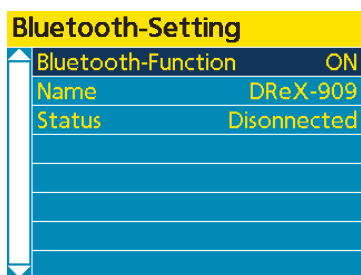 Bluetooth-Setting
Bluetooth-Function ON
Name DReX-909
Status Disonnected